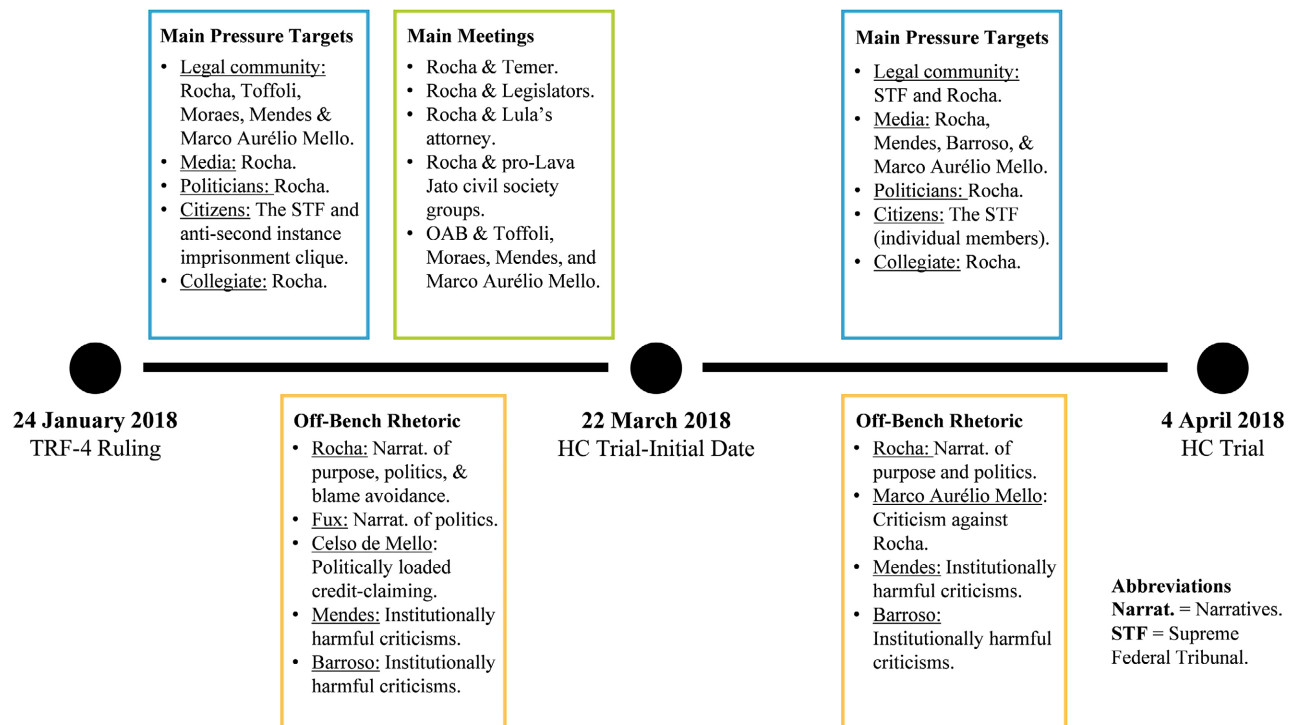 Main Pressure Targets
• Legal community:
Rocha, Toffoli,
Moraes, Mendes &
Marco Aurélio Mello.
• Media: Rocha.
• Politicians: Rocha.
• Citizens: The STF and
anti-second instance
imprisonment clique.
• Collegiate: Rocha.
Main Meetings
• Rocha & Temer.
• Rocha & Legislators.
• Rocha & Lula’s
attorney.
• Rocha & pro-Lava
Jato civil society
groups.
• OAB & Toffoli,
Moraes, Mendes, and
Marco Aurélio Mello.
Main Pressure Targets
• Legal community:
STF and Rocha.
• Media: Rocha,
Mendes, Barroso, &
Marco Aurélio Mello.
• Politicians: Rocha.
• Citizens: The STF
(individual members).
• Collegiate: Rocha.
24 January 2018
TRF-4 Ruling
22 March 2018
HC Trial-Initial Date
4 April 2018
HC Trial
Off-Bench Rhetoric
• Rocha: Narrat. of
purpose, politics, &
blame avoidance.
• Fux: Narrat. of politics.
• Celso de Mello:
Politically loaded
credit-claiming.
• Mendes: Institutionally
harmful criticisms.
• Barroso: Institutionally
harmful criticisms.
Off-Bench Rhetoric
• Rocha: Narrat. of
purpose and politics.
• Marco Aurélio Mello:
Criticism against
Rocha.
• Mendes: Institutionally
harmful criticisms.
• Barroso:
Institutionally harmful
criticisms.
Abbreviations
Narrat. = Narratives.
STF = Supreme
Federal Tribunal.